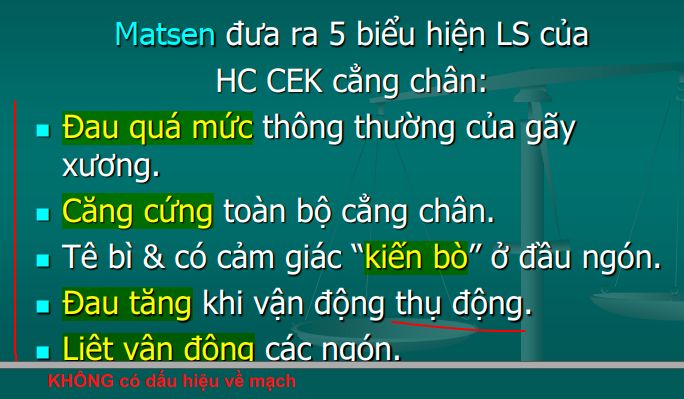 Matsen đưa ra 5 biểu hiện LS của
HC CEK cẳng chân:
Đau quá mức thông thường của gãy
xương.
Căng cứng toàn bộ cẳng chân.
Tê bì & có cảm giác “kiến bò” ở đầu ngón.
Đau tăng khi vận động thụ động.
Liệt vận động các ngón.
KHÔNG có dấu hiệu về mạch